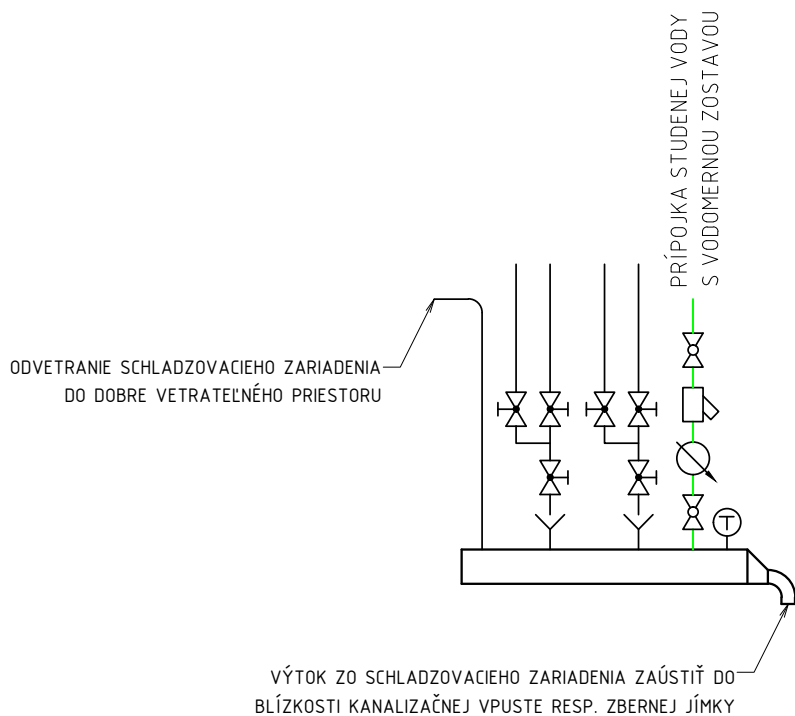 PRÍPOJKA STUDENEJ VODY
S VODOMERNOU ZOSTAVOU
ODVETRANIE SCHLADZOVACIEHO ZARIADENIA
DO DOBRE VETRATEĽNÉHO PRIESTORU
T
VÝTOK ZO SCHLADZOVACIEHO ZARIADENIA ZAÚSTIŤ DO
BLÍZKOSTI KANALIZAČNEJ VPUSTE RESP. ZBERNEJ JÍMKY